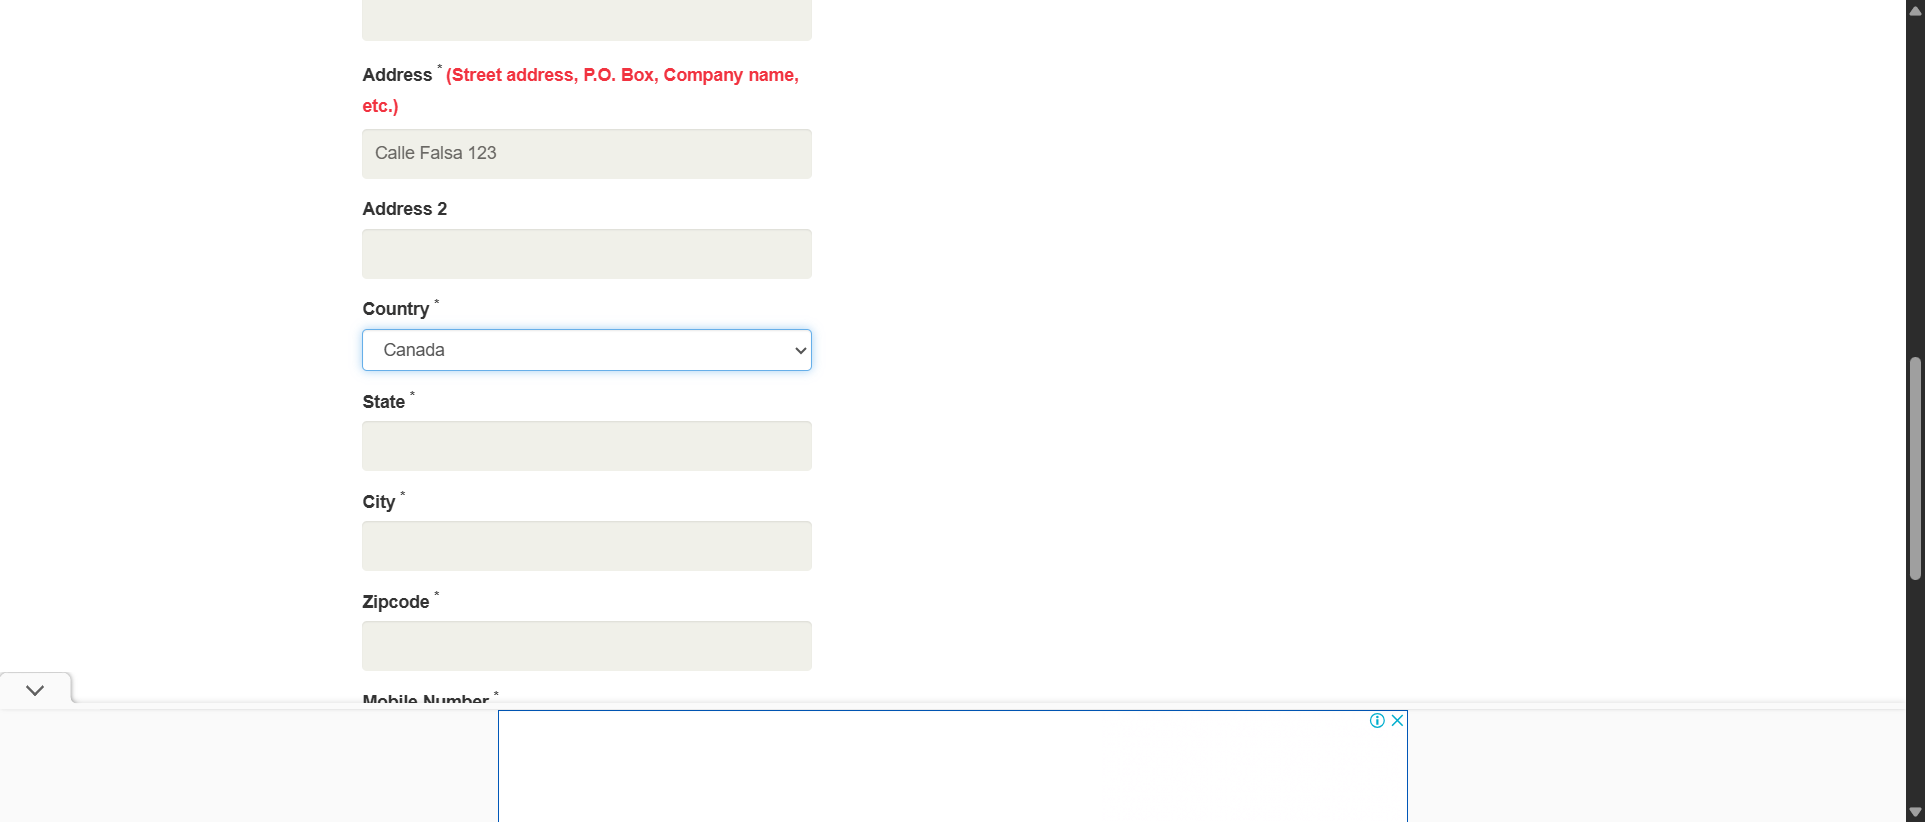 Address * (Street address, P.O. Box, Company name,
etc.)
Calle Falsa 123
Address 2
Country *
Canada
State *
City *
Zipcode *
Mobile Number *